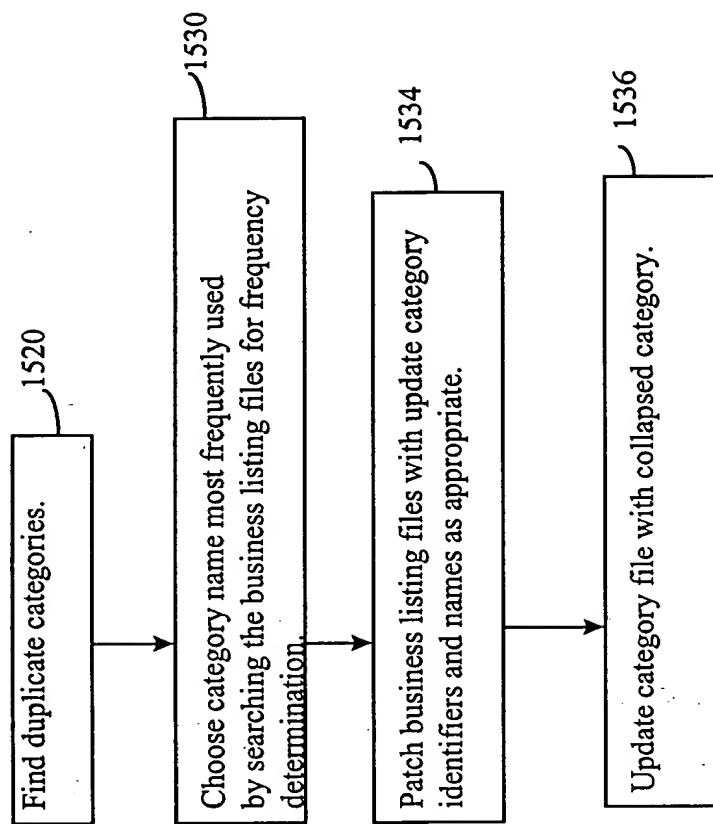 1520
Find duplicate categories.
1530
Choose category name most frequently used
by searching the business listing files for frequency
determination.
1534
Patch business listing files with update category
identifiers and names as appropriate.
1536
Update category file with collapsed category.